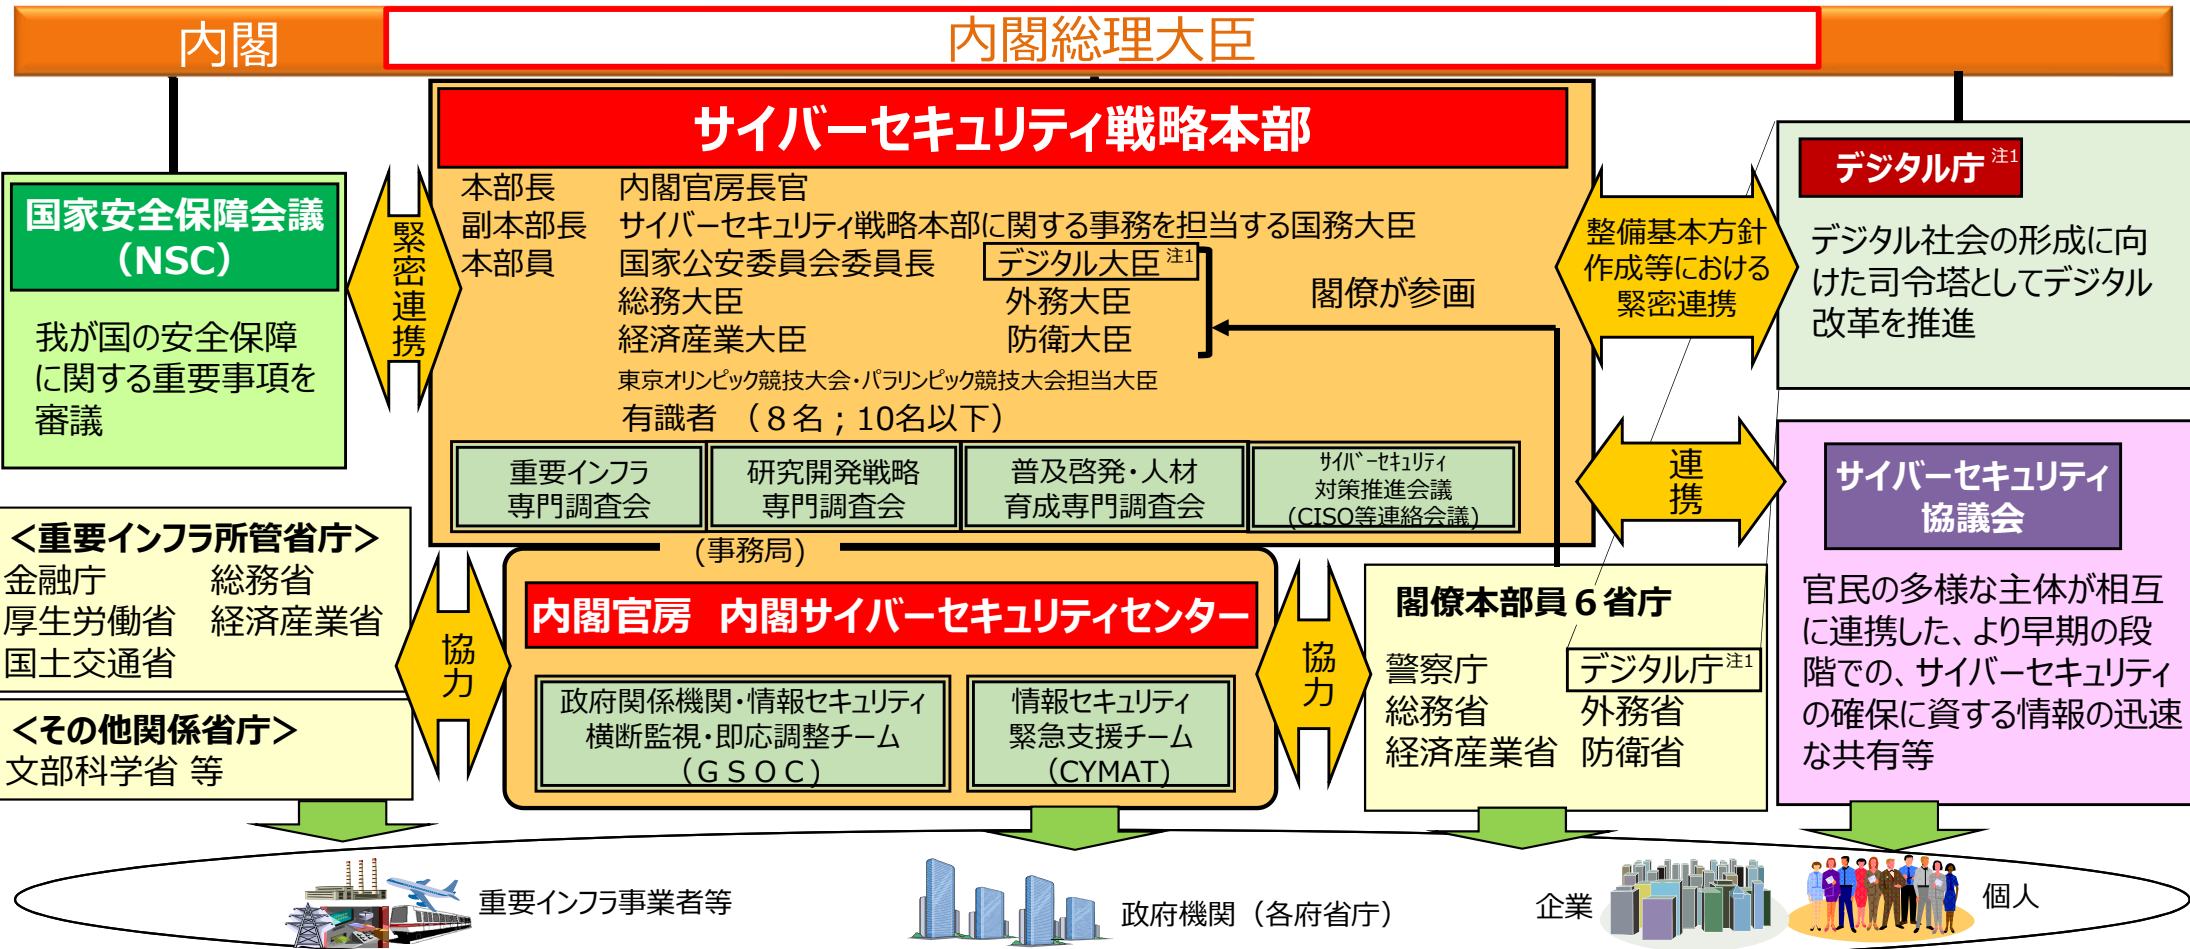 内閣
内閣総理大臣
サイバーセキュリティ戦略本部
本部長 内閣官房長官
副本部長 サイバーセキュリティ戦略本部に関する事務を担当する国務大臣
本部員 国家公安委員会委員長 デジタル大臣 注1
総務大臣 外務大臣
経済産業大臣 防衛大臣
東京オリンピック競技大会・パラリンピック競技大会担当大臣
有識者 （８名；10名以下）
閣僚が参画
重要インフラ
専門調査会
研究開発戦略
専門調査会
普及啓発・人材
育成専門調査会
ｻｲﾊﾞｰｾｷｭﾘﾃｨ
対策推進会議
(CISO等連絡会議)
国家安全保障会議
（NSC）
我が国の安全保障
に関する重要事項を
審議
緊密連携
整備基本方針
作成等における
緊密連携
デジタル庁 注1
デジタル社会の形成に向
けた司令塔としてデジタル
改革を推進
連携
サイバーセキュリティ
協議会
官民の多様な主体が相互
に連携した、より早期の段
階での、サイバーセキュリティ
の確保に資する情報の迅速
な共有等
＜重要インフラ所管省庁＞
金融庁 総務省
厚生労働省 経済産業省
国土交通省
＜その他関係省庁＞
文部科学省 等
協力
(事務局)
内閣官房 内閣サイバーセキュリティセンター
政府関係機関・情報セキュリティ
横断監視・即応調整チーム
（ＧＳＯＣ）
情報セキュリティ
緊急支援チーム
（CYMAT)
協力
閣僚本部員６省庁
警察庁 デジタル庁注1
総務省 外務省
経済産業省 防衛省
重要インフラ事業者等
政府機関（各府省庁）
企業
個人